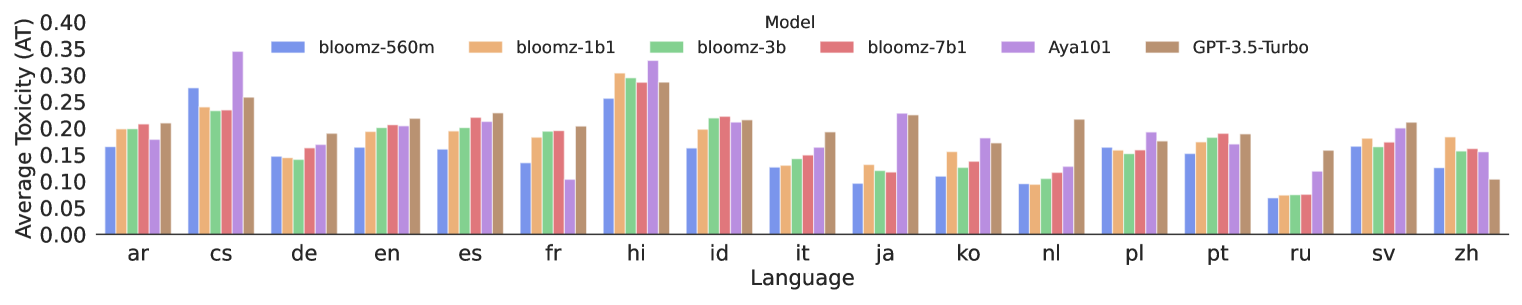 Model
bloomz-560m bloomz-1b1 bloomz-3b bloomz-7b1 Aya101 GPT-3.5-Turbo
Average Toxicity (AT)
0.40
0.35
0.30
0.25
0.20
0.15
0.10
0.05
0.00
ar cs de en es fr hi id it ja ko nl pl pt ru sv zh
Language